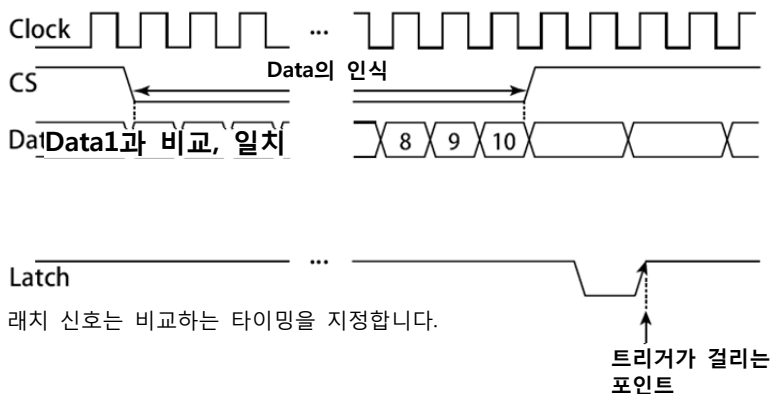 Clock ...
CS Data의 인식
Dat Data1과 비교, 일치 8 9 10
Latch ...
래치 신호는 비교하는 타이밍을 지정합니다.
트리거가 걸리는
포인트